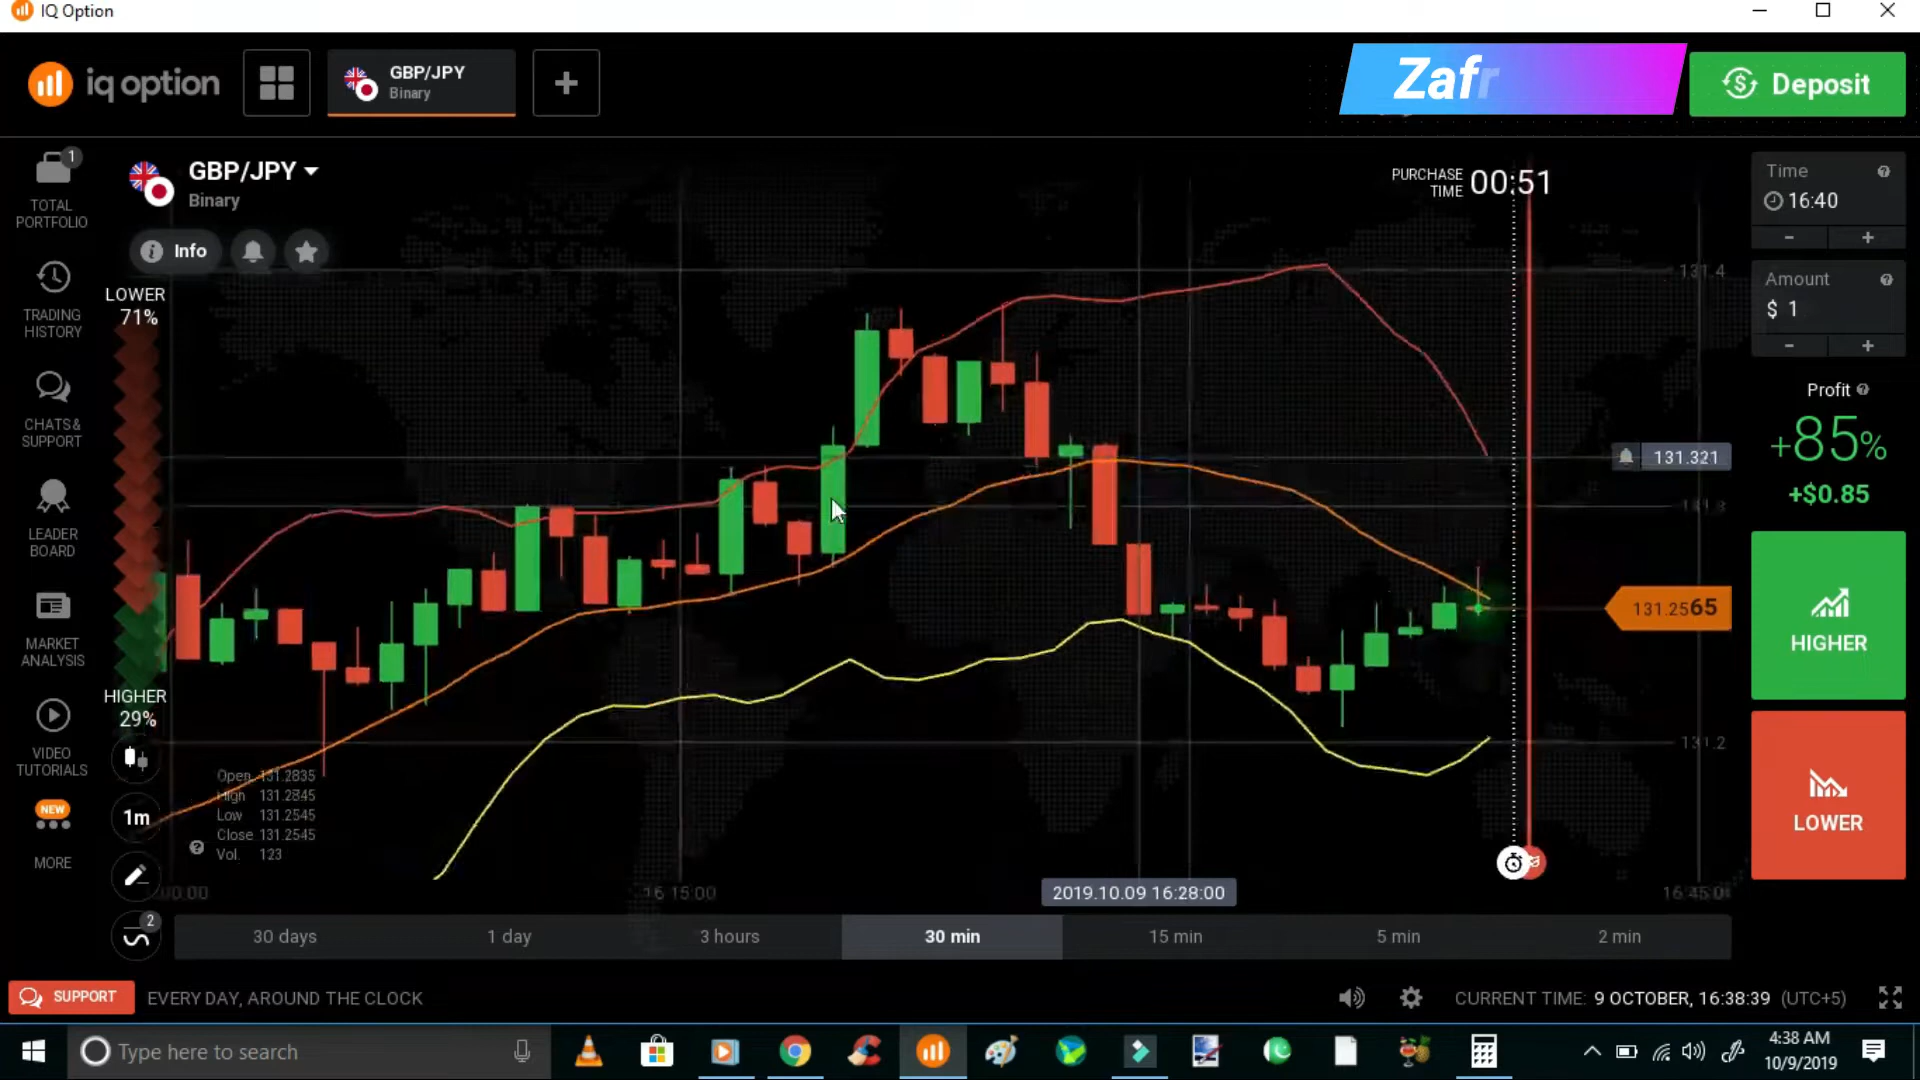 IQ Option
iq option
GBP/JPY
Binary
Zafr
Deposit
1
TOTAL
PORTFOLIO
GBP/JPY
Binary
PURCHASE
TIME
00:51
Time
16:40
- +
Info
TRADING
HISTORY
LOWER
71%
131.4
Amount
$ 1
- +
CHATS &
SUPPORT
Profit
+85%
+$0.85
131.321
LEADER
BOARD
131.3
HIGHER
131.2565
MARKET
ANALYSIS
HIGHER
29%
VIDEO
TUTORIALS
131.2
LOWER
NEW
MORE
1m
Open 131.2835
High 131.2845
Low 131.2545
Close 131.2545
Vol. 123
16:15:00
2019.10.09 16:28:00
2
30 days
1 day
3 hours
30 min
15 min
5 min
2 min
SUPPORT
EVERY DAY, AROUND THE CLOCK
CURRENT TIME: 9 OCTOBER, 16:38:39 (UTC+5)
Type here to search
4:38 AM
10/9/2019